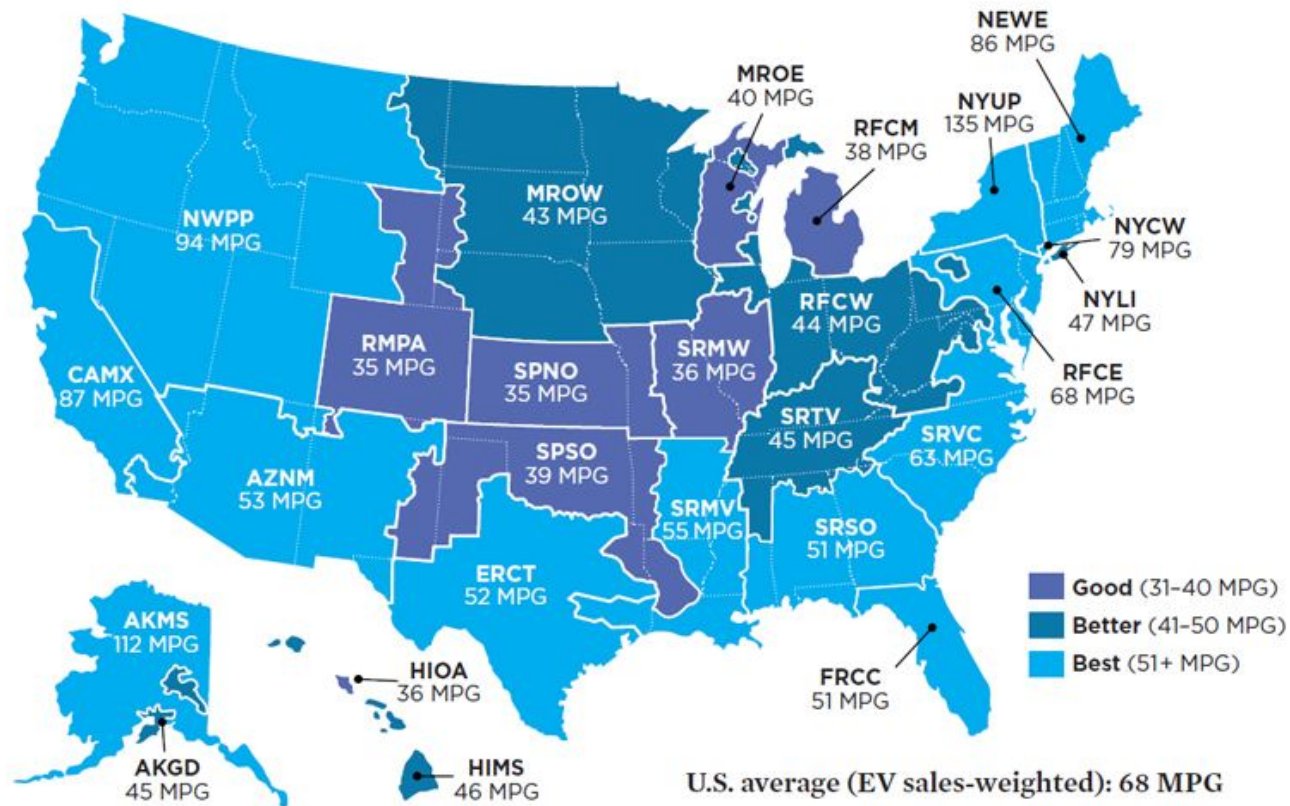 NEWE
86 MPG
MROE
40 MPG
NYUP
135 MPG
RFCM
38 MPG
MROW
43 MPG
NWPP
94 MPG
NYCW
79 MPG
NYLI
47 MPG
RFCW
44 MPG
RMPA
35 MPG
SRMW
36 MPG
SPNO
35 MPG
CAMX
87 MPG
RFCE
68 MPG
SRTV
45 MPG
SRVC
63 MPG
SPSO
39 MPG
AZNM
53 MPG
SRMV
55 MPG
SRSO
51 MPG
ERCT
52 MPG
Good (31–40 MPG)
Better (41–50 MPG)
Best (51+ MPG)
AKMS
112 MPG
HIOA
36 MPG
FRCC
51 MPG
AKGD
45 MPG
HIMS
46 MPG
U.S. average (EV sales-weighted): 68 MPG